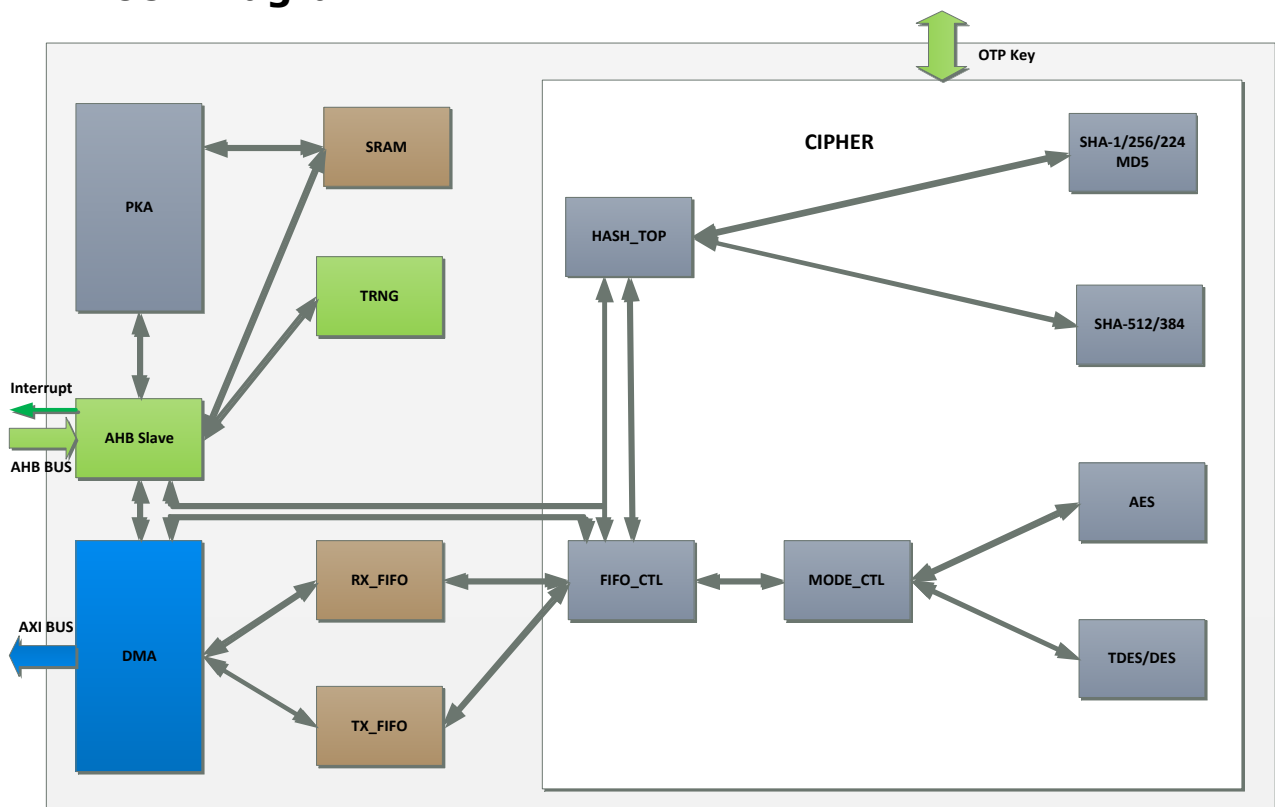 OTP Key
CIPHER
SRAM
SHA-1/256/224
MD5
PKA
HASH_TOP
TRNG
SHA-512/384
Interrupt
AHB Slave
AHB BUS
AES
RX_FIFO
FIFO_CTL
MODE_CTL
AXI BUS
DMA
TDES/DES
TX_FIFO